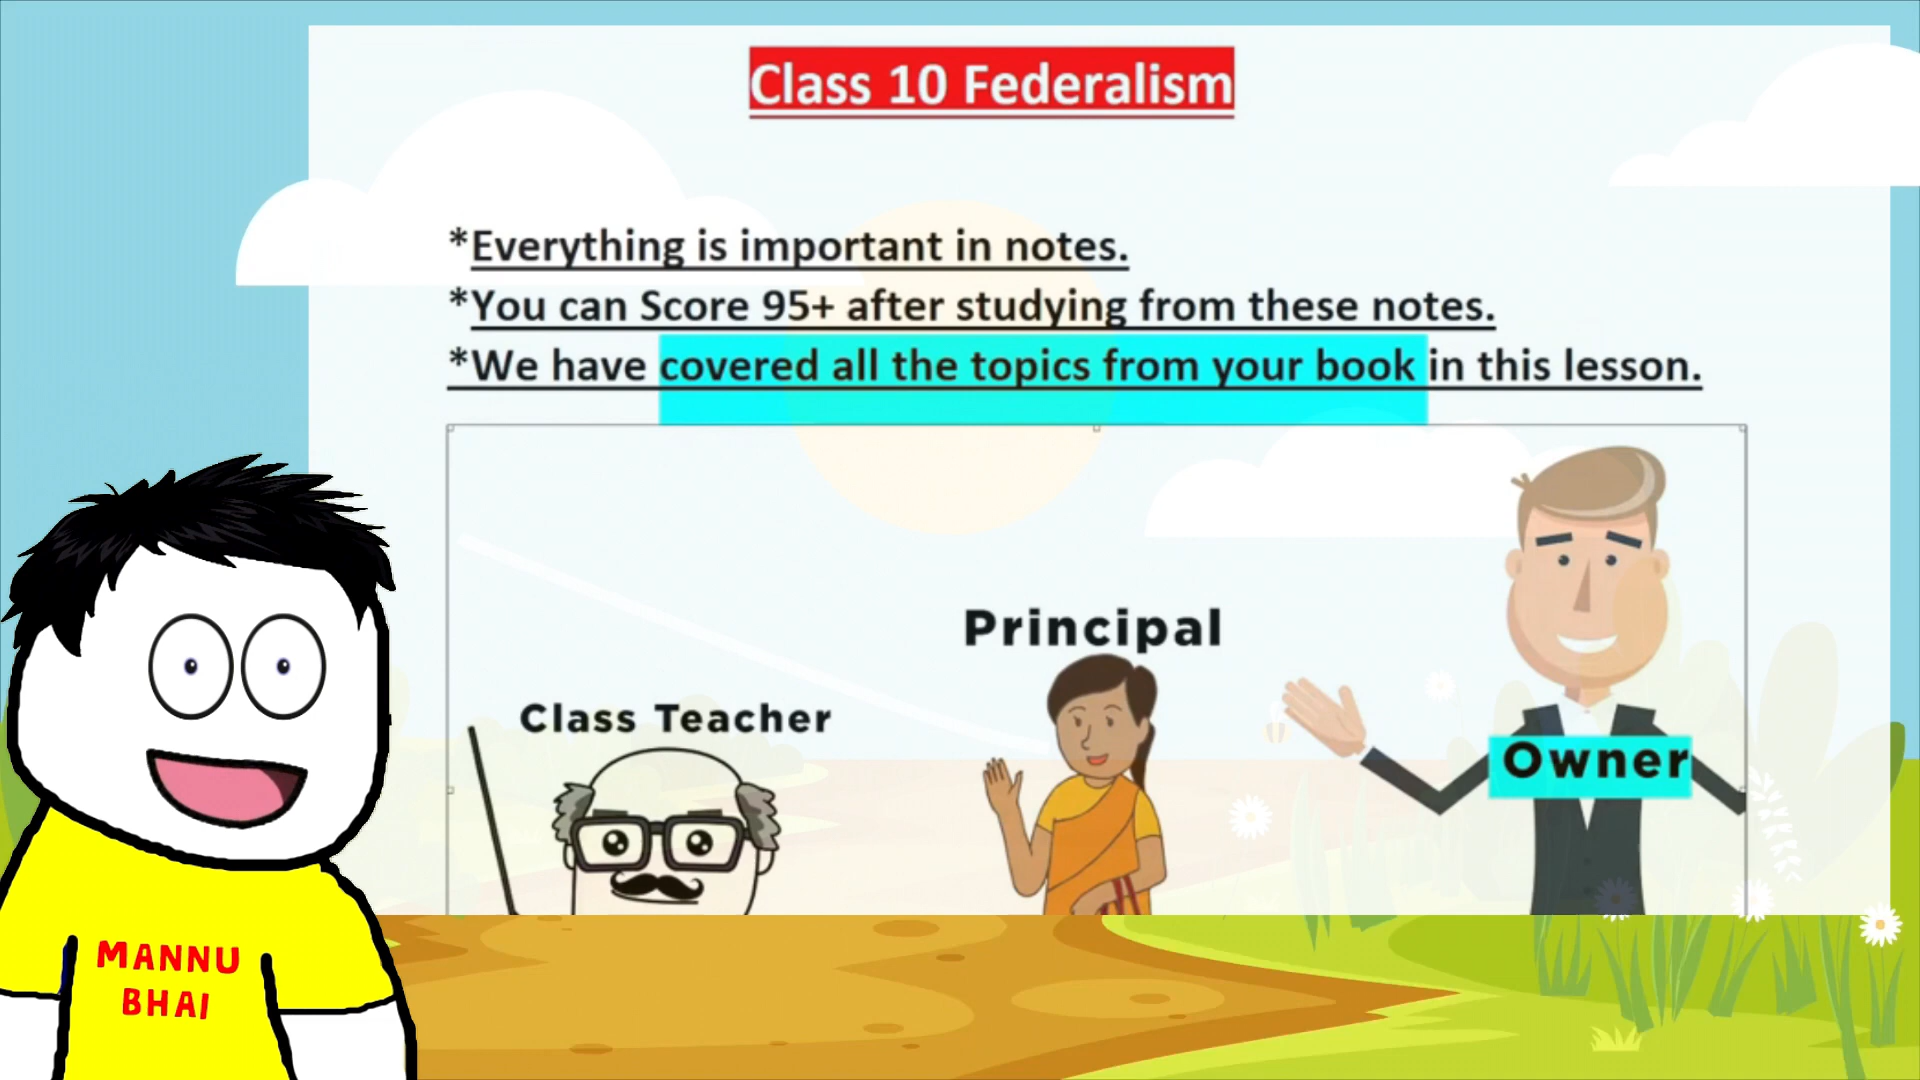 Class 10 Federalism
*Everything is important in notes.
*You can Score 95+ after studying from these notes.
*We have covered all the topics from your book in this lesson.
Principal
Class Teacher
Owner
MANNU
BHAI